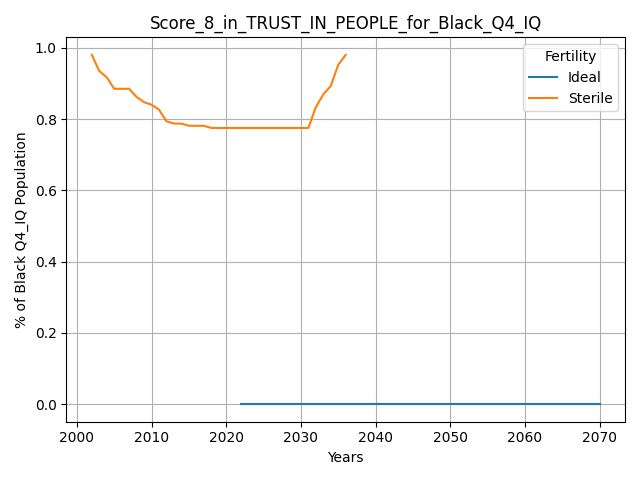 Score_8_in_TRUST_IN_PEOPLE_for_Black_Q4_IQ
% of Black Q4_IQ Population
1.0
0.8
0.6
0.4
0.2
0.0
Fertility
Ideal
Sterile
2000 2010 2020 2030 2040 2050 2060 2070
Years